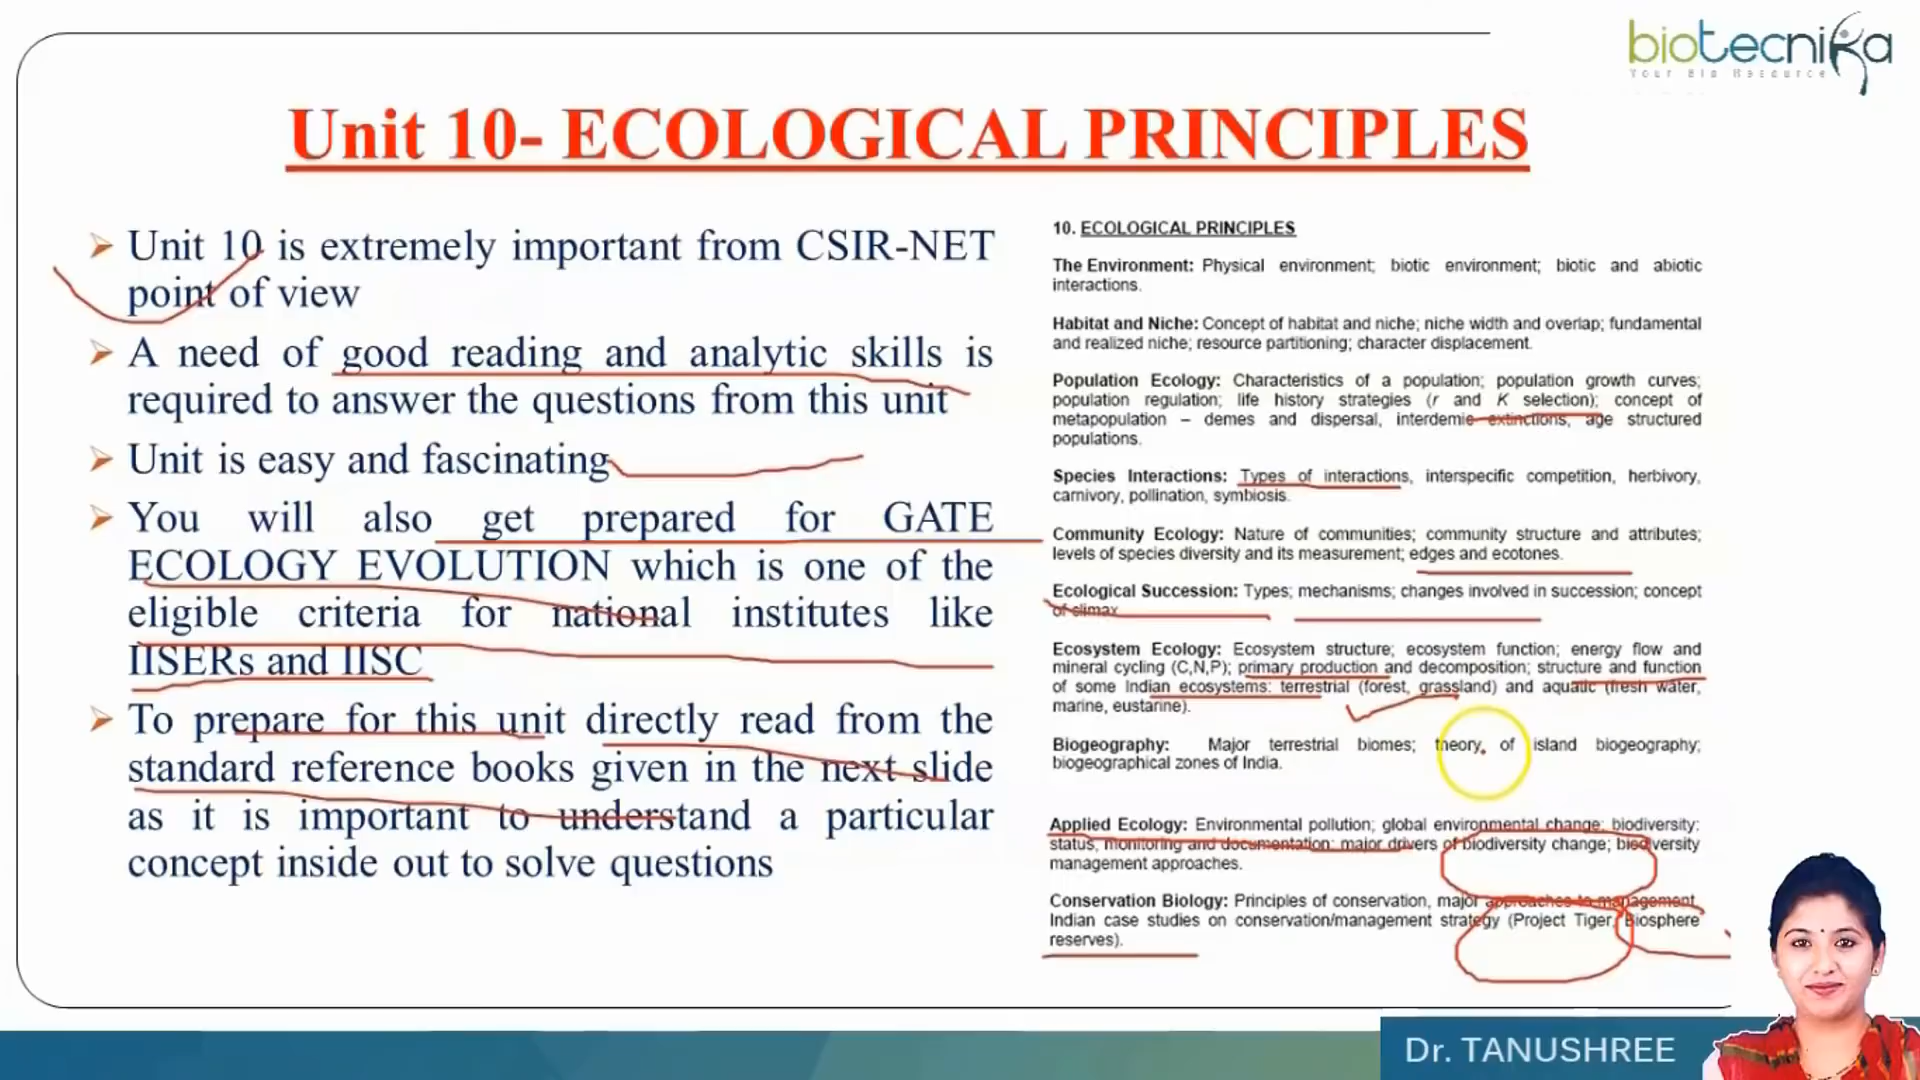 biotecnika
Your Bio Resource
Unit 10- ECOLOGICAL PRINCIPLES
Unit 10 is extremely important from CSIR-NET
point of view
A need of good reading and analytic skills is
required to answer the questions from this unit
Unit is easy and fascinating
You will also get prepared for GATE
ECOLOGY EVOLUTION which is one of the
eligible criteria for national institutes like
IISERs and IISC
To prepare for this unit directly read from the
standard reference books given in the next slide
as it is important to understand a particular
concept inside out to solve questions
10. ECOLOGICAL PRINCIPLES
The Environment: Physical environment; biotic environment; biotic and abiotic
interactions.
Habitat and Niche: Concept of habitat and niche; niche width and overlap; fundamental
and realized niche; resource partitioning; character displacement.
Population Ecology: Characteristics of a population; population growth curves;
population regulation; life history strategies (r and K selection); concept of
metapopulation – demes and dispersal, interdemic extinctions, age structured
populations.
Species Interactions: Types of interactions, interspecific competition, herbivory,
carnivory, pollination, symbiosis.
Community Ecology: Nature of communities; community structure and attributes;
levels of species diversity and its measurement; edges and ecotones.
Ecological Succession: Types; mechanisms; changes involved in succession; concept
of climax
Ecosystem Ecology: Ecosystem structure; ecosystem function; energy flow and
mineral cycling (C,N,P); primary production and decomposition; structure and function
of some Indian ecosystems: terrestrial (forest, grassland) and aquatic (fresh water,
marine, eustarine).
Biogeography: Major terrestrial biomes; theory of island biogeography;
biogeographical zones of India.
Applied Ecology: Environmental pollution; global environmental change; biodiversity:
status, monitoring and documentation; major drivers of biodiversity change; biodiversity
management approaches.
Conservation Biology: Principles of conservation, major approaches to management,
Indian case studies on conservation/management strategy (Project Tiger, Biosphere
reserves).
Dr. TANUSHREE